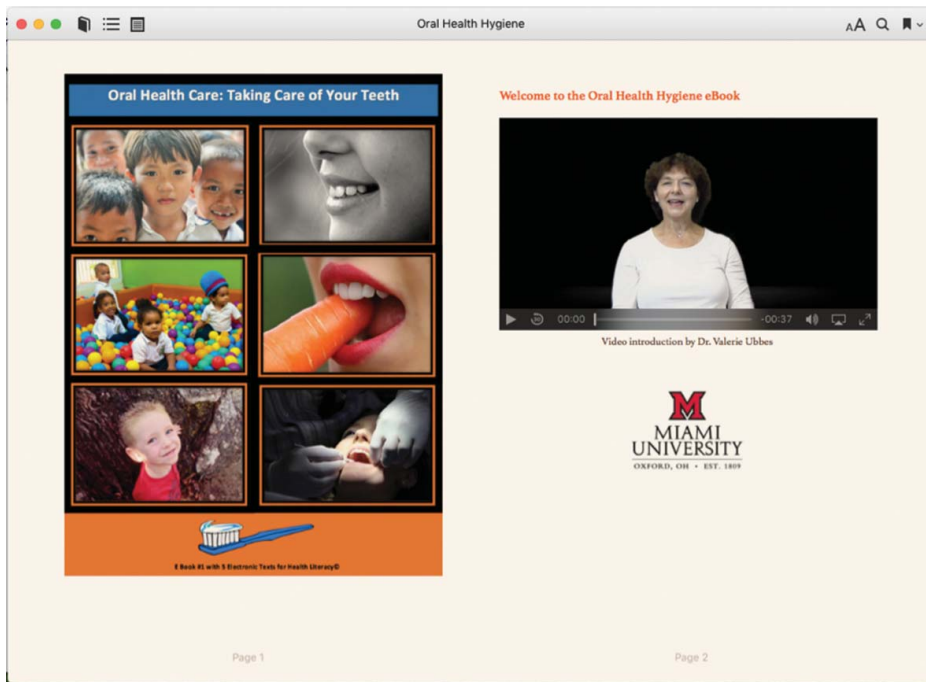 Oral Health Hygiene
AA
Oral Health Care: Taking Care of Your Teeth
E Book #1 with 5 Electronic Texts for Health Literacy©
Page 1
Welcome to the Oral Health Hygiene eBook
30
00:00
-00:37
Video introduction by Dr. Valerie Ubbes
M
MIAMI
UNIVERSITY
OXFORD, OH • EST. 1809
Page 2